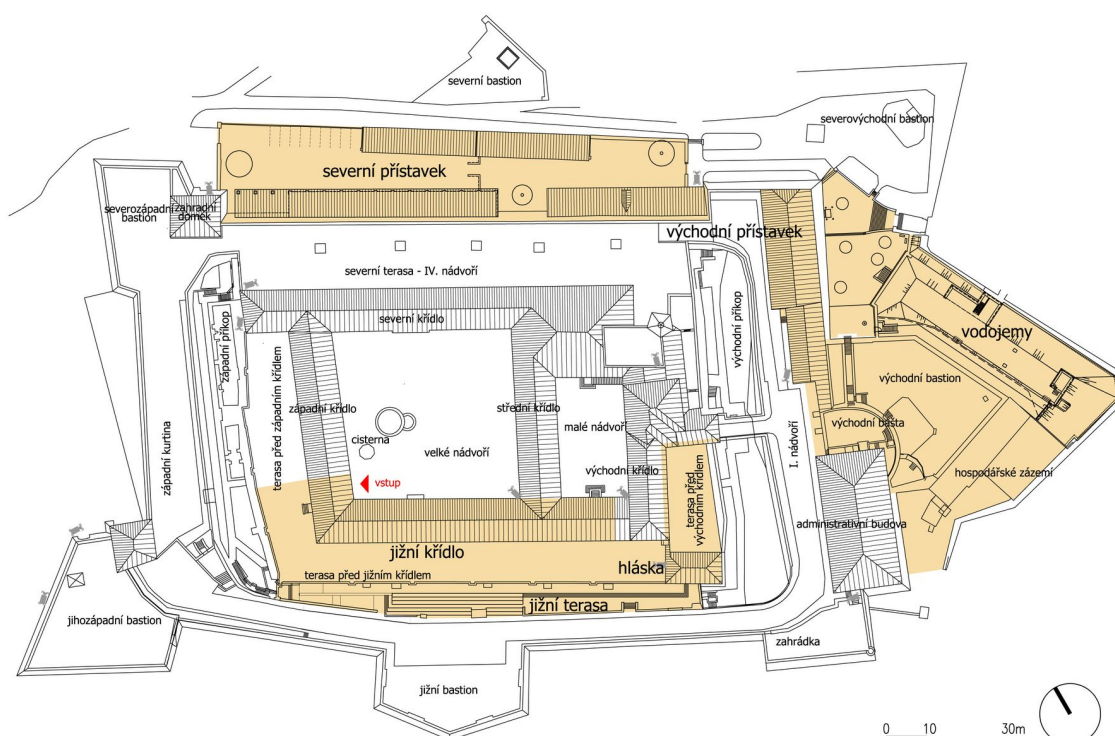 severní bastion
severovýchodní bastion
severní přístavek
severozápadní
bastion
zahradní
domek
východní přístavek
severní terasa - IV. nádvoří
západní příkop
severní křídlo
východní příkop
vodojemy
terasa před západním křídlem
západní křídlo
střední křídlo
východní bastion
malé nádvoří
cisterna
velké nádvoří
východní bašta
I. nádvoří
západní kurtina
východní křídlo
hospodářské zázemí
vstup
terasa před
východním křídlem
administrativní budova
jižní křídlo
hláska
terasa před jižním křídlem
jižní terasa
jihozápadní bastion
zahrádka
jižní bastion
0 10 30m